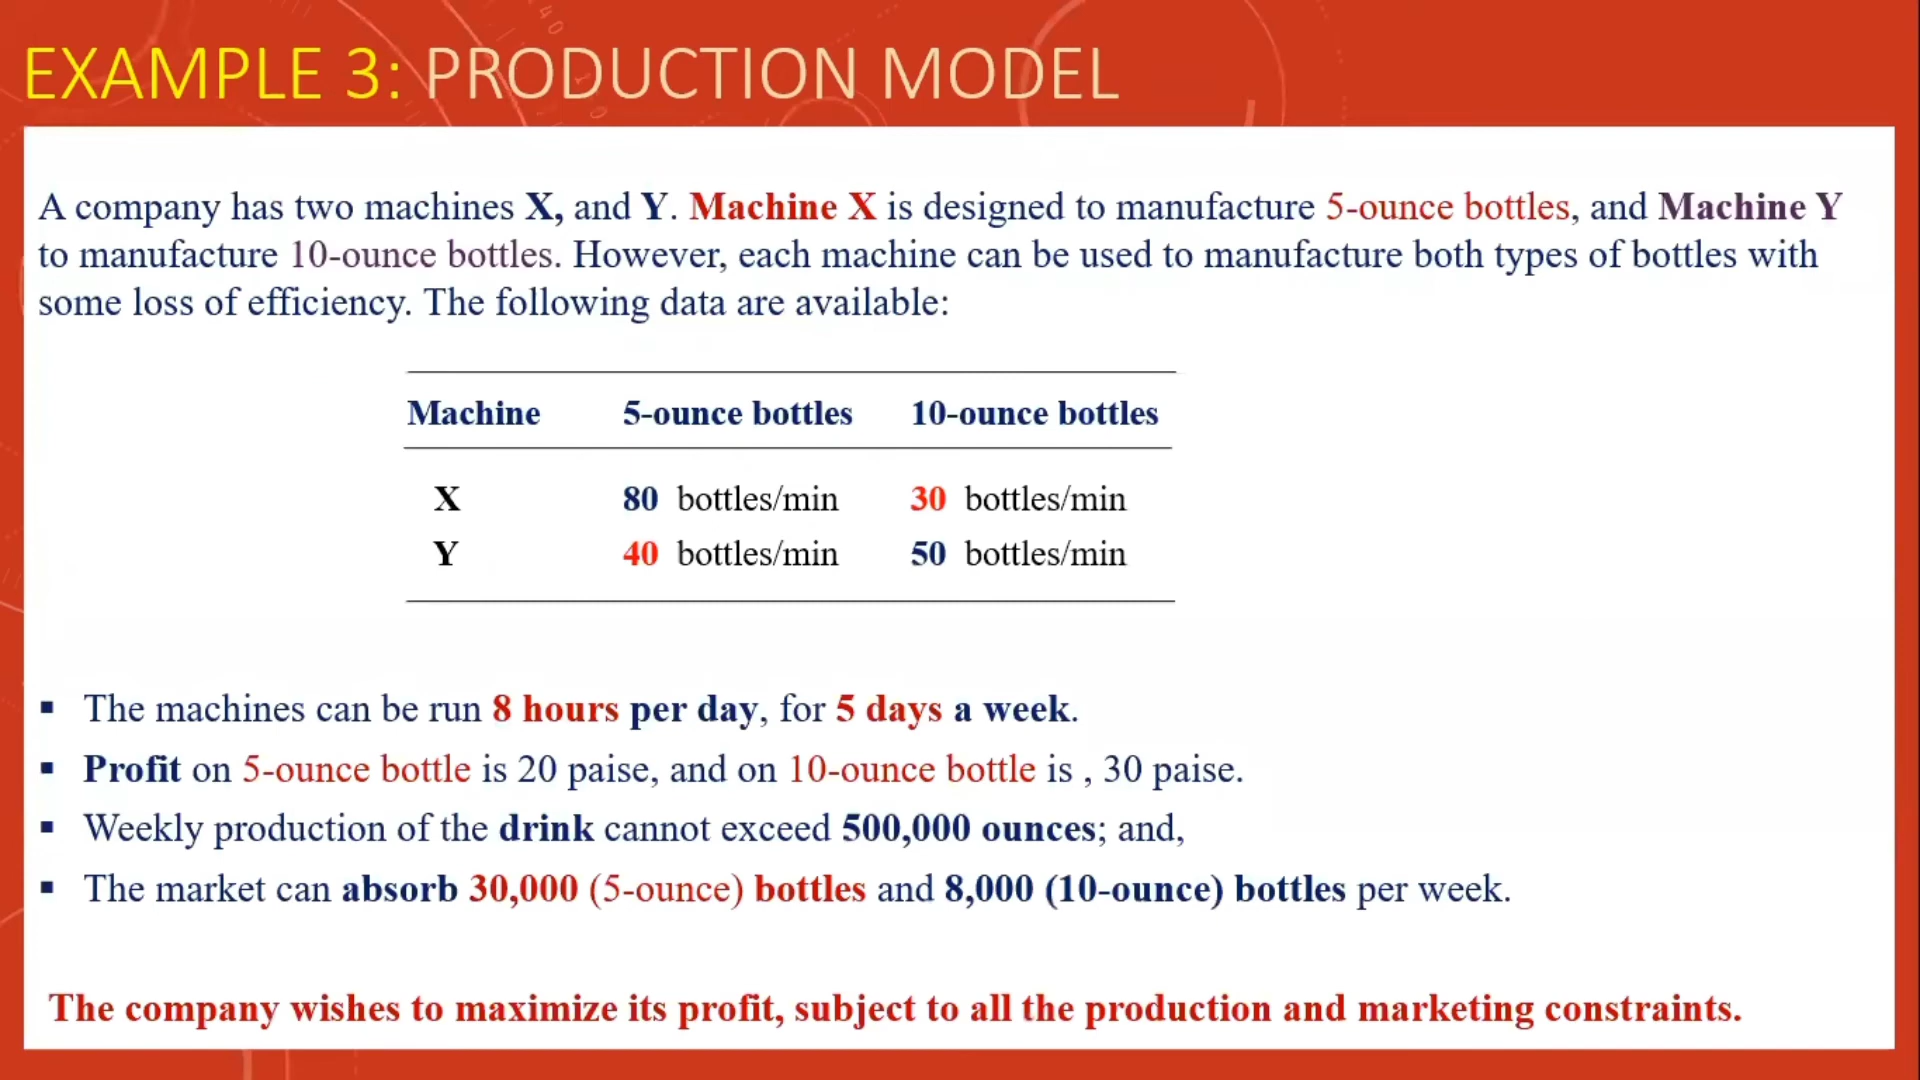 EXAMPLE 3: PRODUCTION MODEL
A company has two machines X, and Y. Machine X is designed to manufacture 5-ounce bottles, and Machine Y
to manufacture 10-ounce bottles. However, each machine can be used to manufacture both types of bottles with
some loss of efficiency. The following data are available:
Machine 5-ounce bottles 10-ounce bottles
X 80 bottles/min 30 bottles/min
Y 40 bottles/min 50 bottles/min
▪ The machines can be run 8 hours per day, for 5 days a week.
▪ Profit on 5-ounce bottle is 20 paise, and on 10-ounce bottle is , 30 paise.
▪ Weekly production of the drink cannot exceed 500,000 ounces; and,
▪ The market can absorb 30,000 (5-ounce) bottles and 8,000 (10-ounce) bottles per week.
The company wishes to maximize its profit, subject to all the production and marketing constraints.